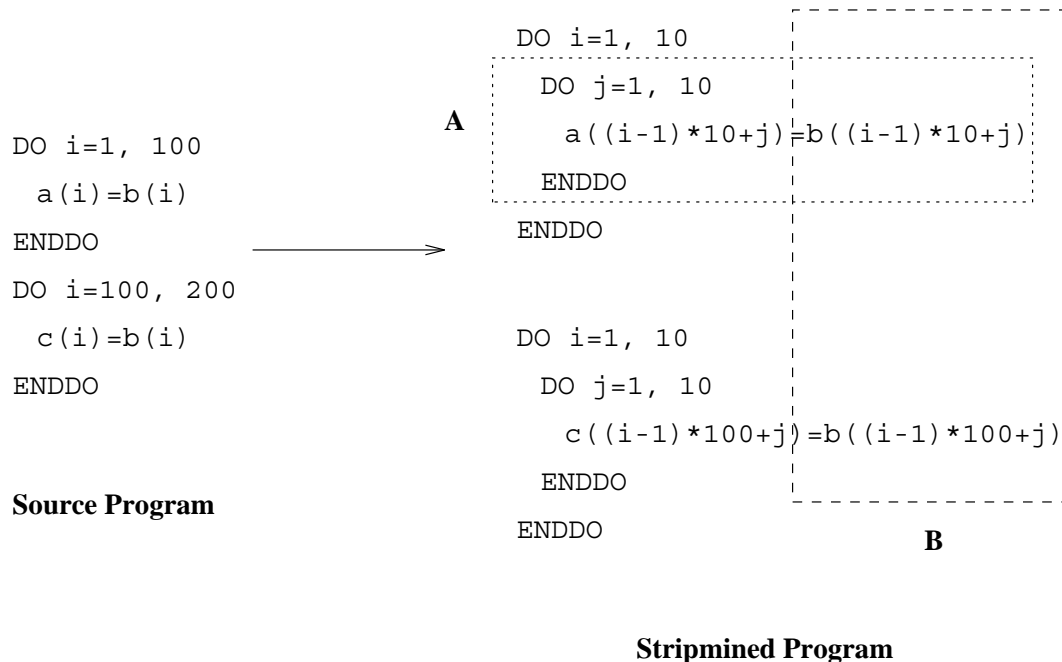 DO i=1, 100
a(i)=b(i)
ENDDO
DO i=100, 200
c(i)=b(i)
ENDDO
Source Program
A
DO i=1, 10
DO j=1, 10
a((i-1)*10+j)=b((i-1)*10+j)
ENDDO
ENDDO
DO i=1, 10
DO j=1, 10
c((i-1)*100+j)=b((i-1)*100+j)
ENDDO
ENDDO
B
Stripmined Program